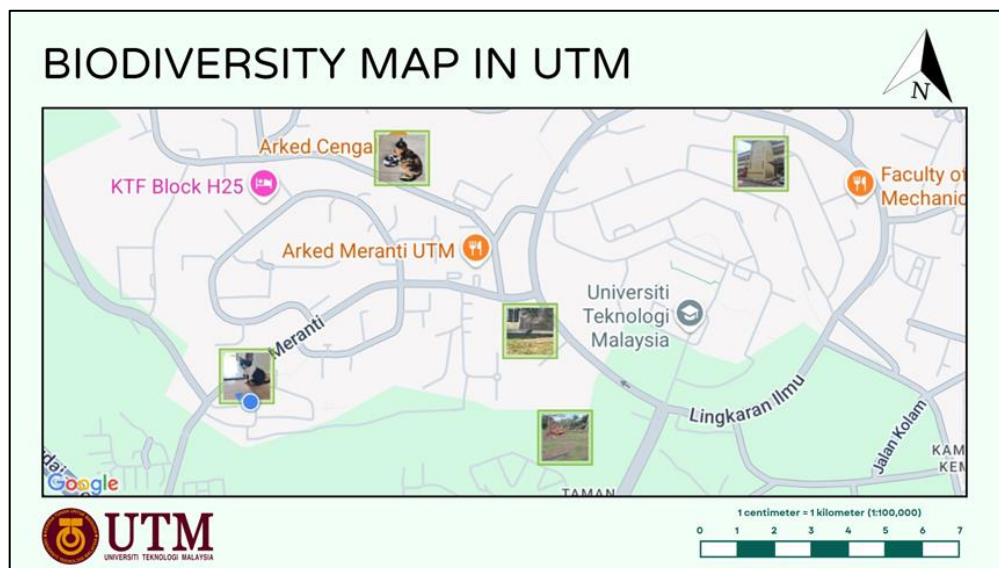 BIODIVERSITY MAP IN UTM
N
Arked Cenga
KTF Block H25
Faculty of
Mechanic
Arked Meranti UTM
Universiti
Teknologi
Malaysia
Meranti
Lingkaran Ilmu
Jalan Kolam
KAM
KEM
TAMAN
dai
Google
UTM
UNIVERSITI TEKNOLOGI MALAYSIA
1 centimeter = 1 kilometer (1:100,000)
0 1 2 3 4 5 6 7